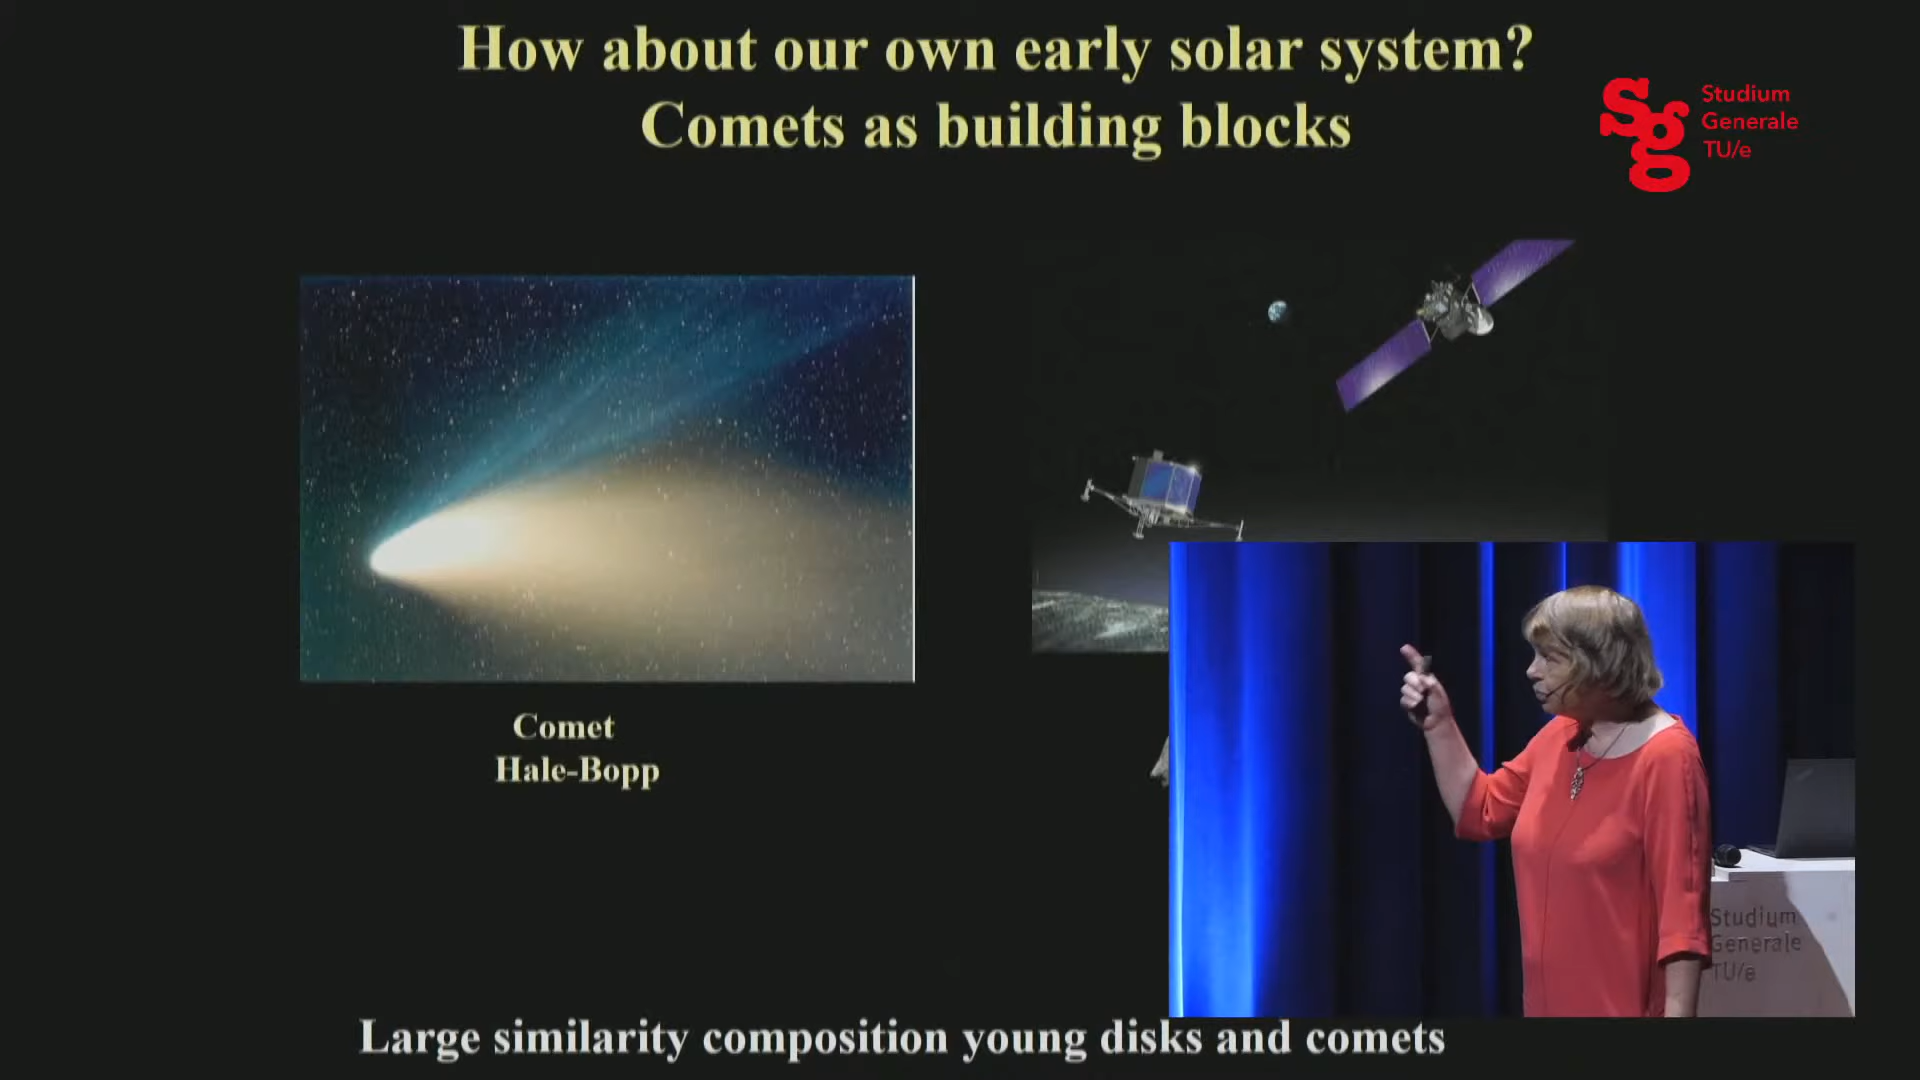 How about our own early solar system?
Comets as building blocks
Studium
Generale
TU/e
Comet
Hale-Bopp
Studium
Generale
TU/e
Large similarity composition young disks and comets